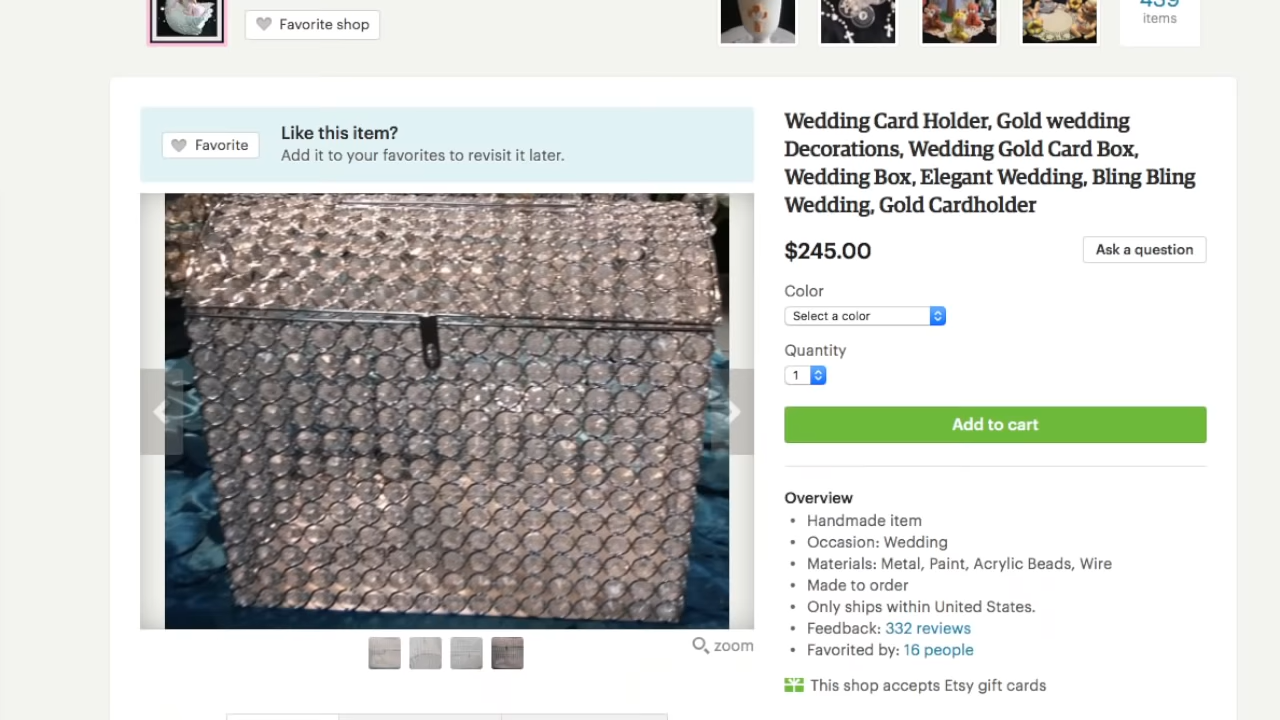 Favorite shop
items
Favorite
Like this item?
Add it to your favorites to revisit it later.
Wedding Card Holder, Gold wedding
Decorations, Wedding Gold Card Box,
Wedding Box, Elegant Wedding, Bling Bling
Wedding, Gold Cardholder
$245.00
Ask a question
Color
Select a color
Quantity
1
Add to cart
Overview
• Handmade item
• Occasion: Wedding
• Materials: Metal, Paint, Acrylic Beads, Wire
• Made to order
• Only ships within United States.
• Feedback: 332 reviews
• Favorited by: 16 people
This shop accepts Etsy gift cards
zoom